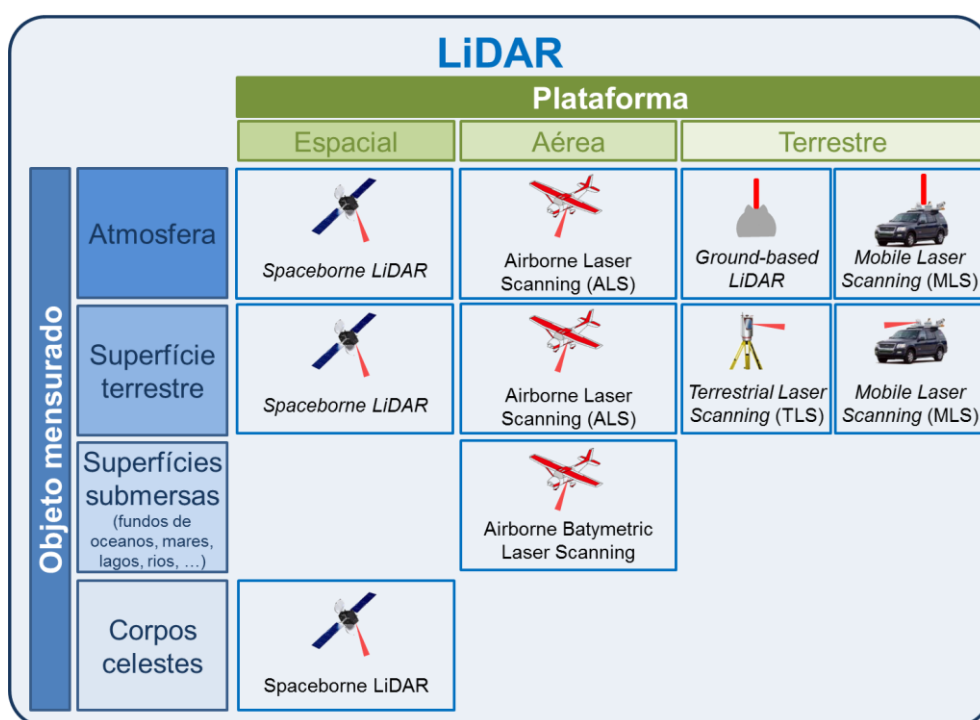 LiDAR
Plataforma
Espacial
Aérea
Terrestre
Objeto mensurado
Atmosfera
Spaceborne LiDAR
Airborne Laser
Scanning (ALS)
Ground-based
LiDAR
Mobile Laser
Scanning (MLS)
Superfície
terrestre
Spaceborne LiDAR
Airborne Laser
Scanning (ALS)
Terrestrial Laser
Scanning (TLS)
Mobile Laser
Scanning (MLS)
Superfícies
submersas
(fundos de
oceanos, mares,
lagos, rios, ...)
Airborne Batymetric
Laser Scanning
Corpos
celestes
Spaceborne LiDAR